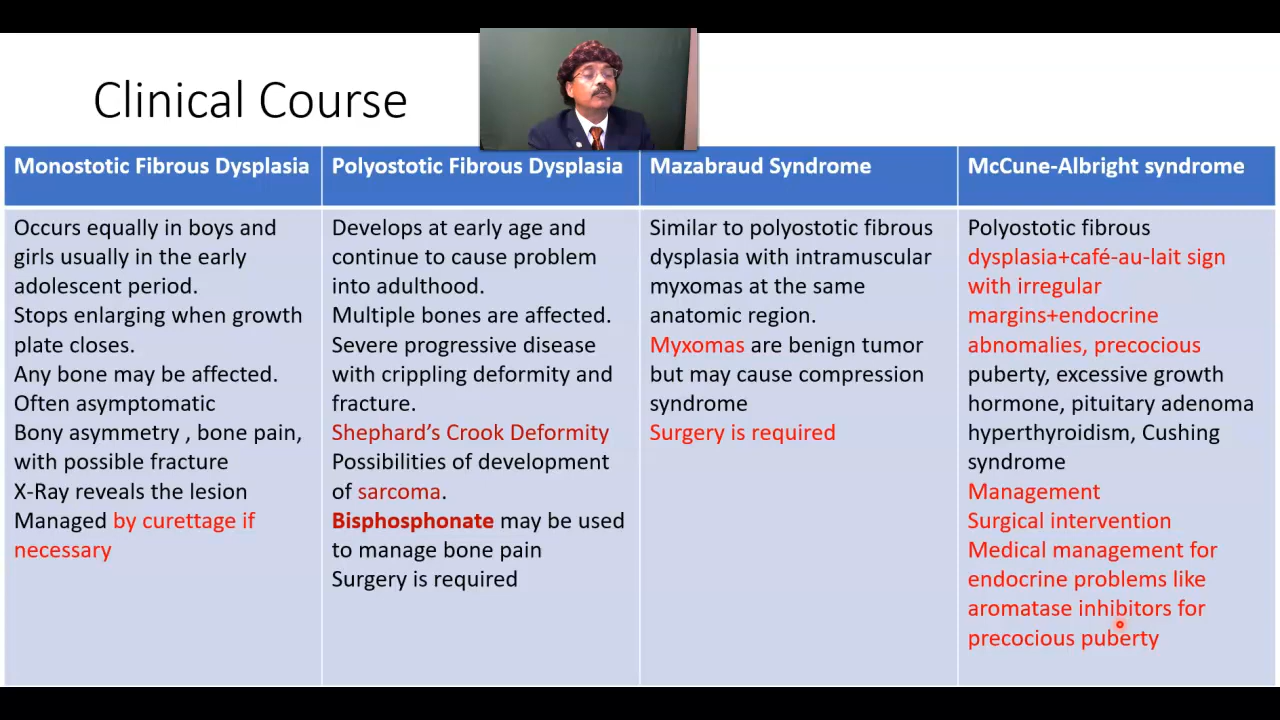 Clinical Course
Monostotic Fibrous Dysplasia
Polyostotic Fibrous Dysplasia
Mazabraud Syndrome
McCune-Albright syndrome
Occurs equally in boys and
girls usually in the early
adolescent period.
Stops enlarging when growth
plate closes.
Any bone may be affected.
Often asymptomatic
Bony asymmetry , bone pain,
with possible fracture
X-Ray reveals the lesion
Managed by curettage if
necessary
Develops at early age and
continue to cause problem
into adulthood.
Multiple bones are affected.
Severe progressive disease
with crippling deformity and
fracture.
Shephard’s Crook Deformity
Possibilities of development
of sarcoma.
Bisphosphonate may be used
to manage bone pain
Surgery is required
Similar to polyostotic fibrous
dysplasia with intramuscular
myxomas at the same
anatomic region.
Myxomas are benign tumor
but may cause compression
syndrome
Surgery is required
Polyostotic fibrous
dysplasia+café-au-lait sign
with irregular
margins+endocrine
abnomalies, precocious
puberty, excessive growth
hormone, pituitary adenoma
hyperthyroidism, Cushing
syndrome
Management
Surgical intervention
Medical management for
endocrine problems like
aromatase inhibitors for
precocious puberty